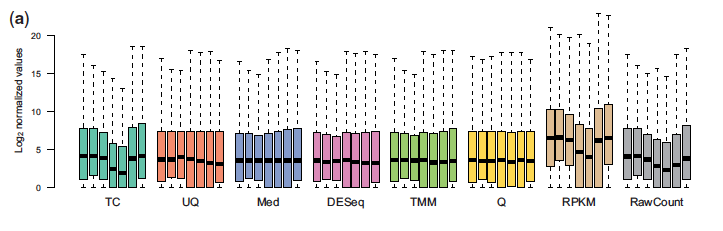 (a)
Log2 normalized values
20
15
10
5
0
TC UQ Med DESeq TMM Q RPKM RawCount